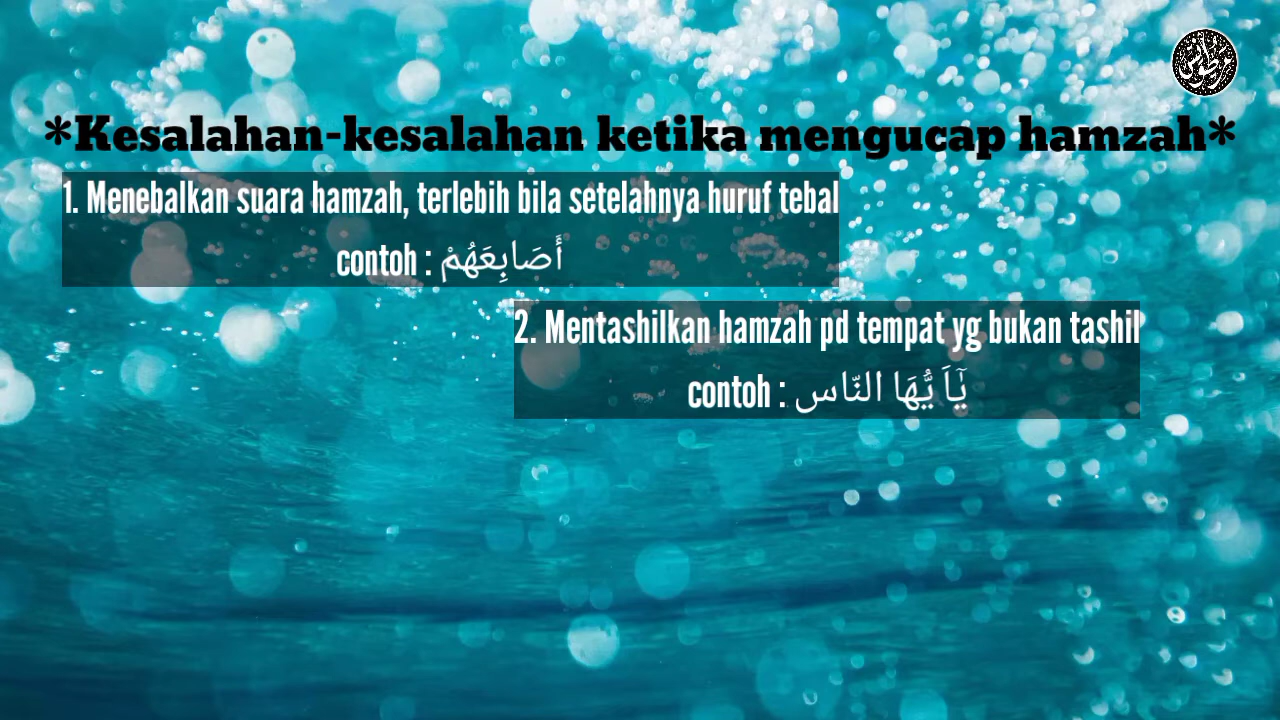 *Kesalahan-kesalahan ketika mengucap hamzah*
1. Menebalkan suara hamzah, terlebih bila setelahnya huruf tebal
contoh : أَصَابِعَهُمْ
2. Mentashilkan hamzah pd tempat yg bukan tashil
contoh : يٰٓاَ يُّهَا النّاس